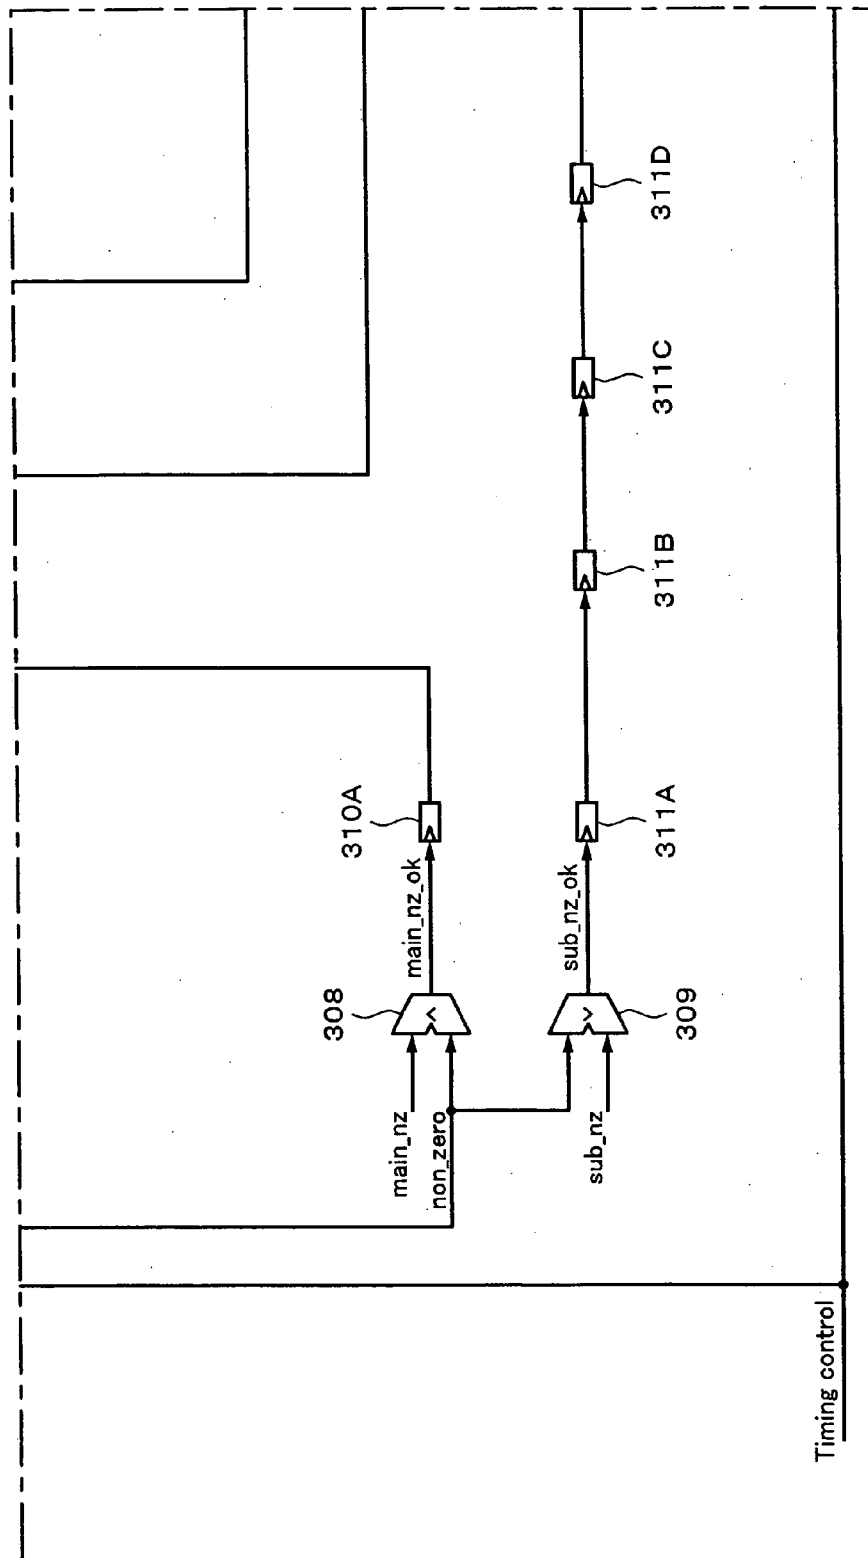 main_nz
non_zero
308
<
main_nz_ok
310A
sub_nz
309
>
sub_nz_ok
311A
311B
311C
311D
Timing control